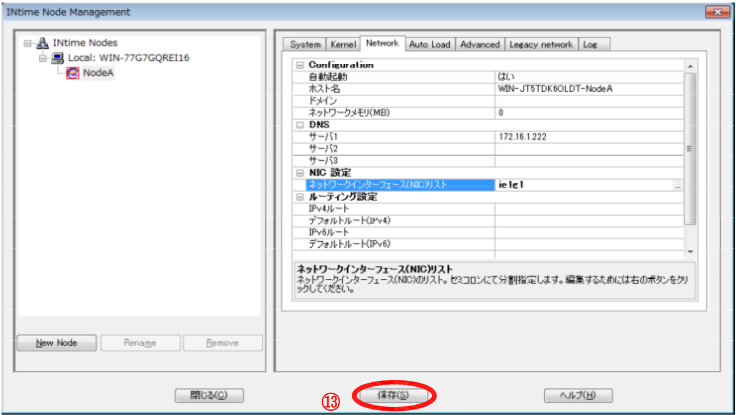 INtime Node Management
INtime Nodes
Local: WIN-77G7GQREI16
NodeA
System Kernel Network Auto Load Advanced Legacy network Log
Configuration
自動起動 はい
ホスト名 WIN-JT5TDK6OLDT-NodeA
ドメイン
ネットワークメモリ(MB) 0
DNS
サーバ1 172.16.1.222
サーバ2
サーバ3
NIC 設定
ネットワークインターフェース(NIC)リスト ie1g1 ...
ルーティング設定
IPv4ルート
デフォルトルート(IPv4)
IPv6ルート
デフォルトルート(IPv6)
ネットワークインターフェース(NIC)リスト
ネットワークインターフェース(NIC)のリスト。セミコロンにて分割指定します。編集するためには右のボタンをクリ
ックしてください。
New Node Rename Remove
閉じる(C) ⑬ 保存(S) ヘルプ(H)